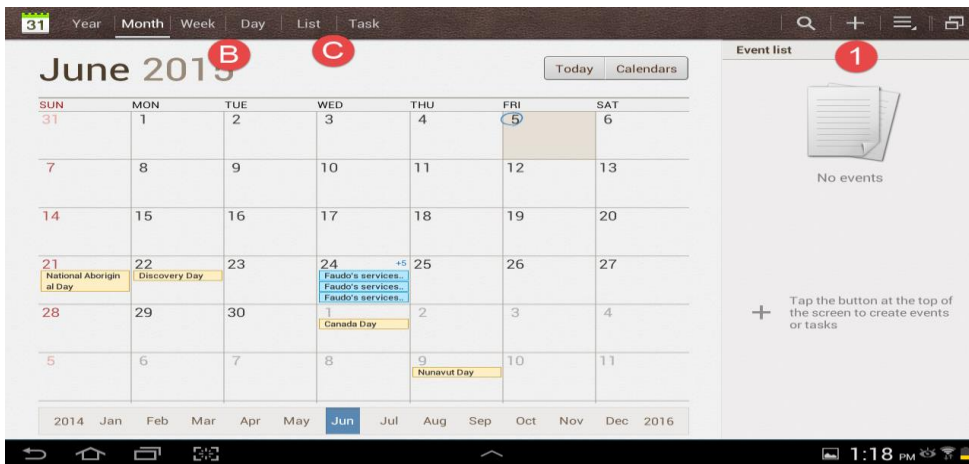 31 Year Month Week Day List Task
B C 1
Event list
June 2015
Today Calendars
SUN MON TUE WED THU FRI SAT
31 1 2 3 4 5 6
7 8 9 10 11 12 13
No events
14 15 16 17 18 19 20
21 22 23 24 +5 25 26 27
National Aborigin
al Day
Discovery Day
Faudo's services..
Faudo's services..
Faudo's services..
Tap the button at the top of
the screen to create events
or tasks
28 29 30 1 2 3 4
Canada Day
5 6 7 8 9 10 11
Nunavut Day
2014 Jan Feb Mar Apr May Jun Jul Aug Sep Oct Nov Dec 2016
1:18 PM